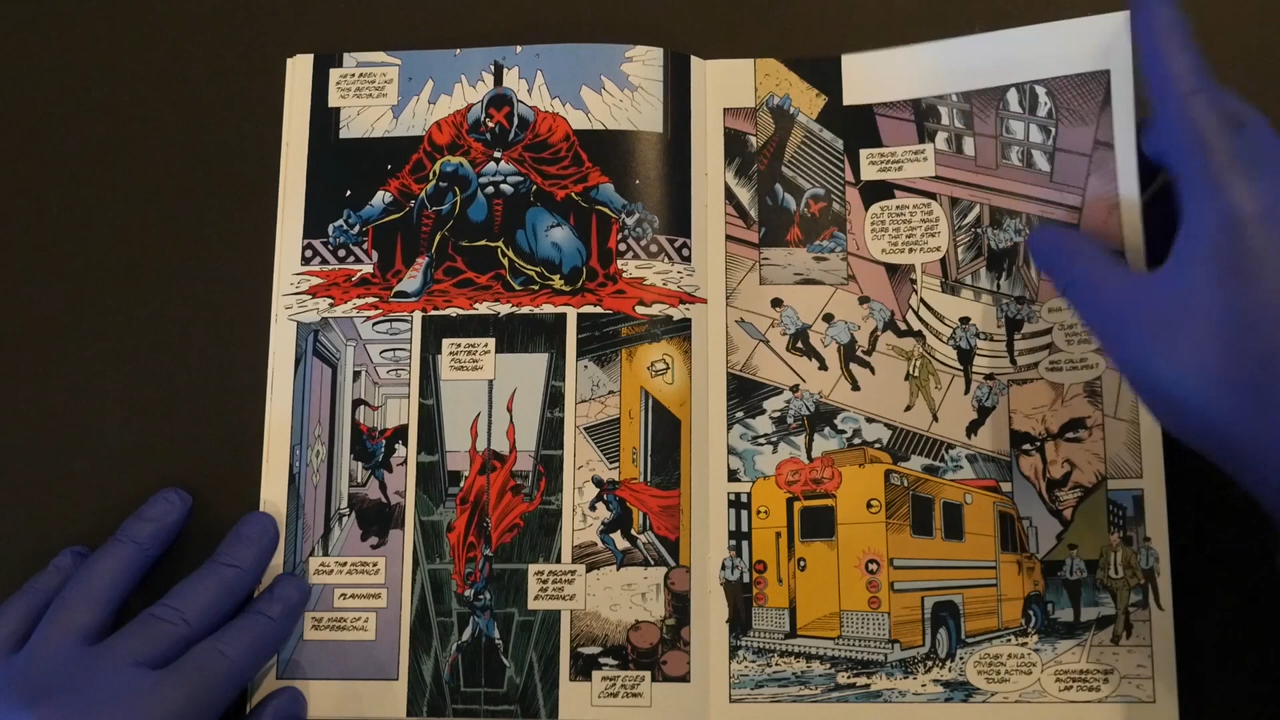 HE'S BEEN IN
SITUATIONS LIKE
THIS BEFORE
NO PROBLEM
ALL THE WORK'S
DONE IN ADVANCE
PLANNING.
THE MARK OF A
PROFESSIONAL
IT'S ONLY A
MATTER OF
FOLLOW-
THROUGH.
HIS ESCAPE...
THE SAME
AS HIS
ENTRANCE.
WHAT GOES
UP, MUST
COME DOWN.
OUTSIDE, OTHER
PROFESSIONALS
ARRIVE.
YOU MEN MOVE
OUT DOWN TO THE
SIDE DOORS--MAKE
SURE HE CAN'T GET
OUT THAT WAY. START
THE SEARCH
FLOOR BY FLOOR
JUST
TO SEE
WHO CALLED
THESE LOWLIFES?
LOUSY S.W.A.T.
DIVISION...LOOK
WHO'S ACTING
TOUGH...
...COMMISSIONER
ANDERSON'S
LAP DOGS.